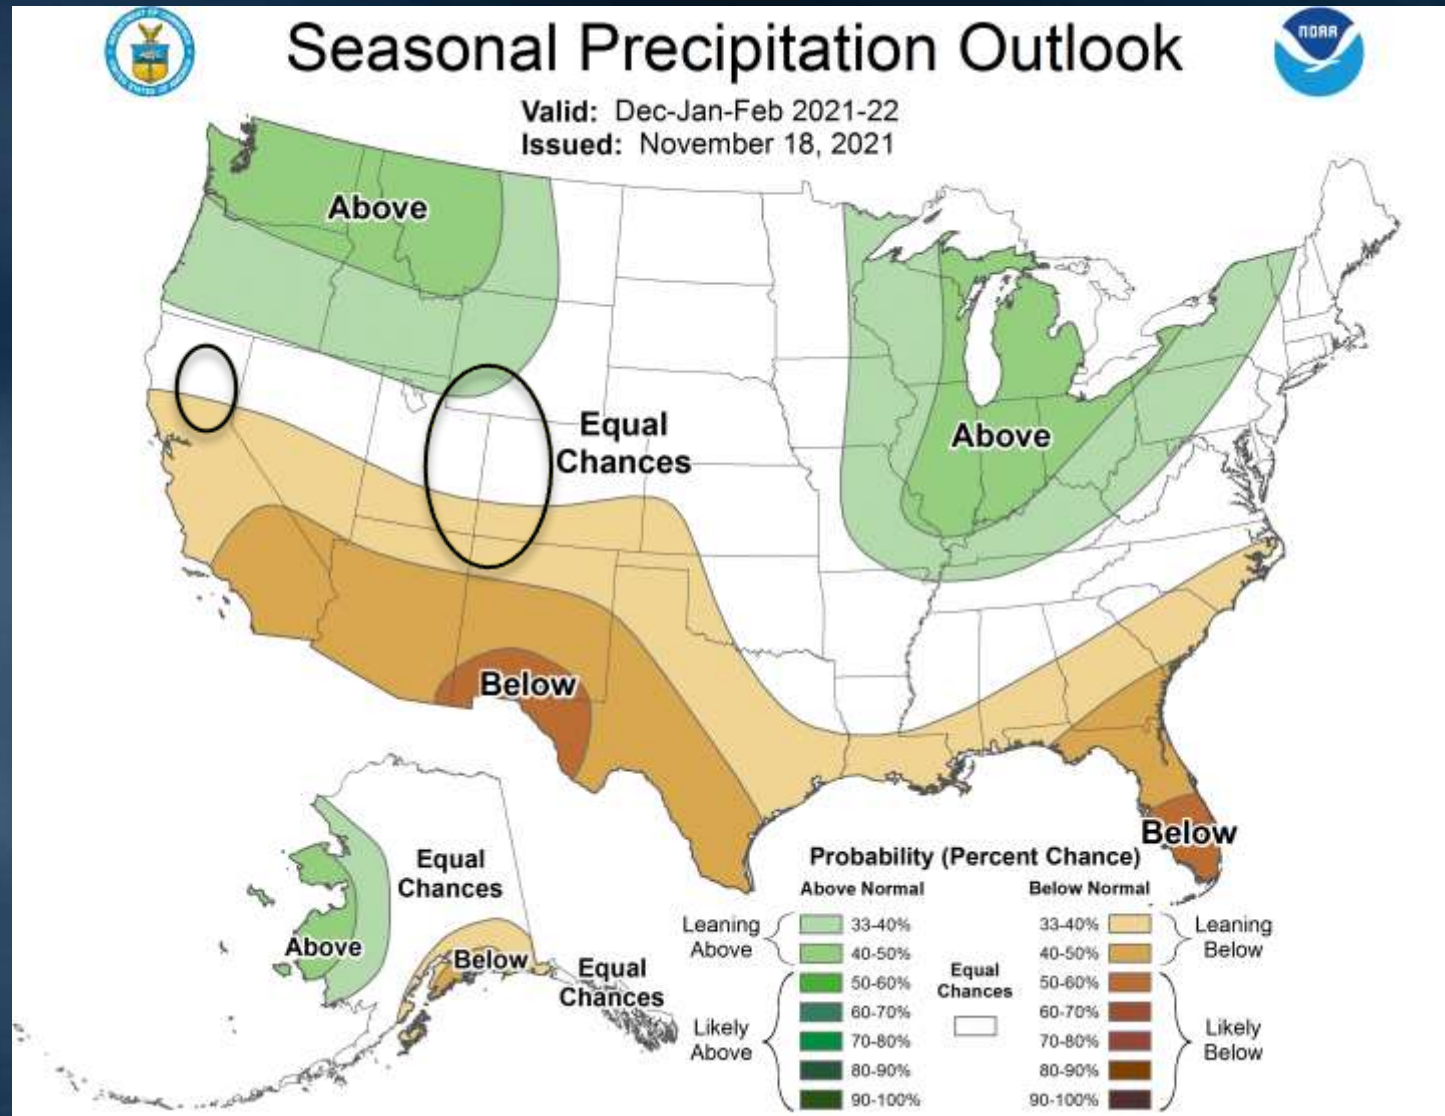 Seasonal Precipitation Outlook
NOAA
Valid: Dec-Jan-Feb 2021-22
Issued: November 18, 2021
Above
Equal
Chances
Above
Below
Below
Equal
Chances
Above
Below
Equal
Chances
Probability (Percent Chance)
Above Normal
Below Normal
Leaning
Above
33-40%
40-50%
Likely
Above
50-60%
60-70%
70-80%
80-90%
90-100%
Equal
Chances
33-40%
40-50%
Leaning
Below
50-60%
60-70%
70-80%
80-90%
90-100%
Likely
Below